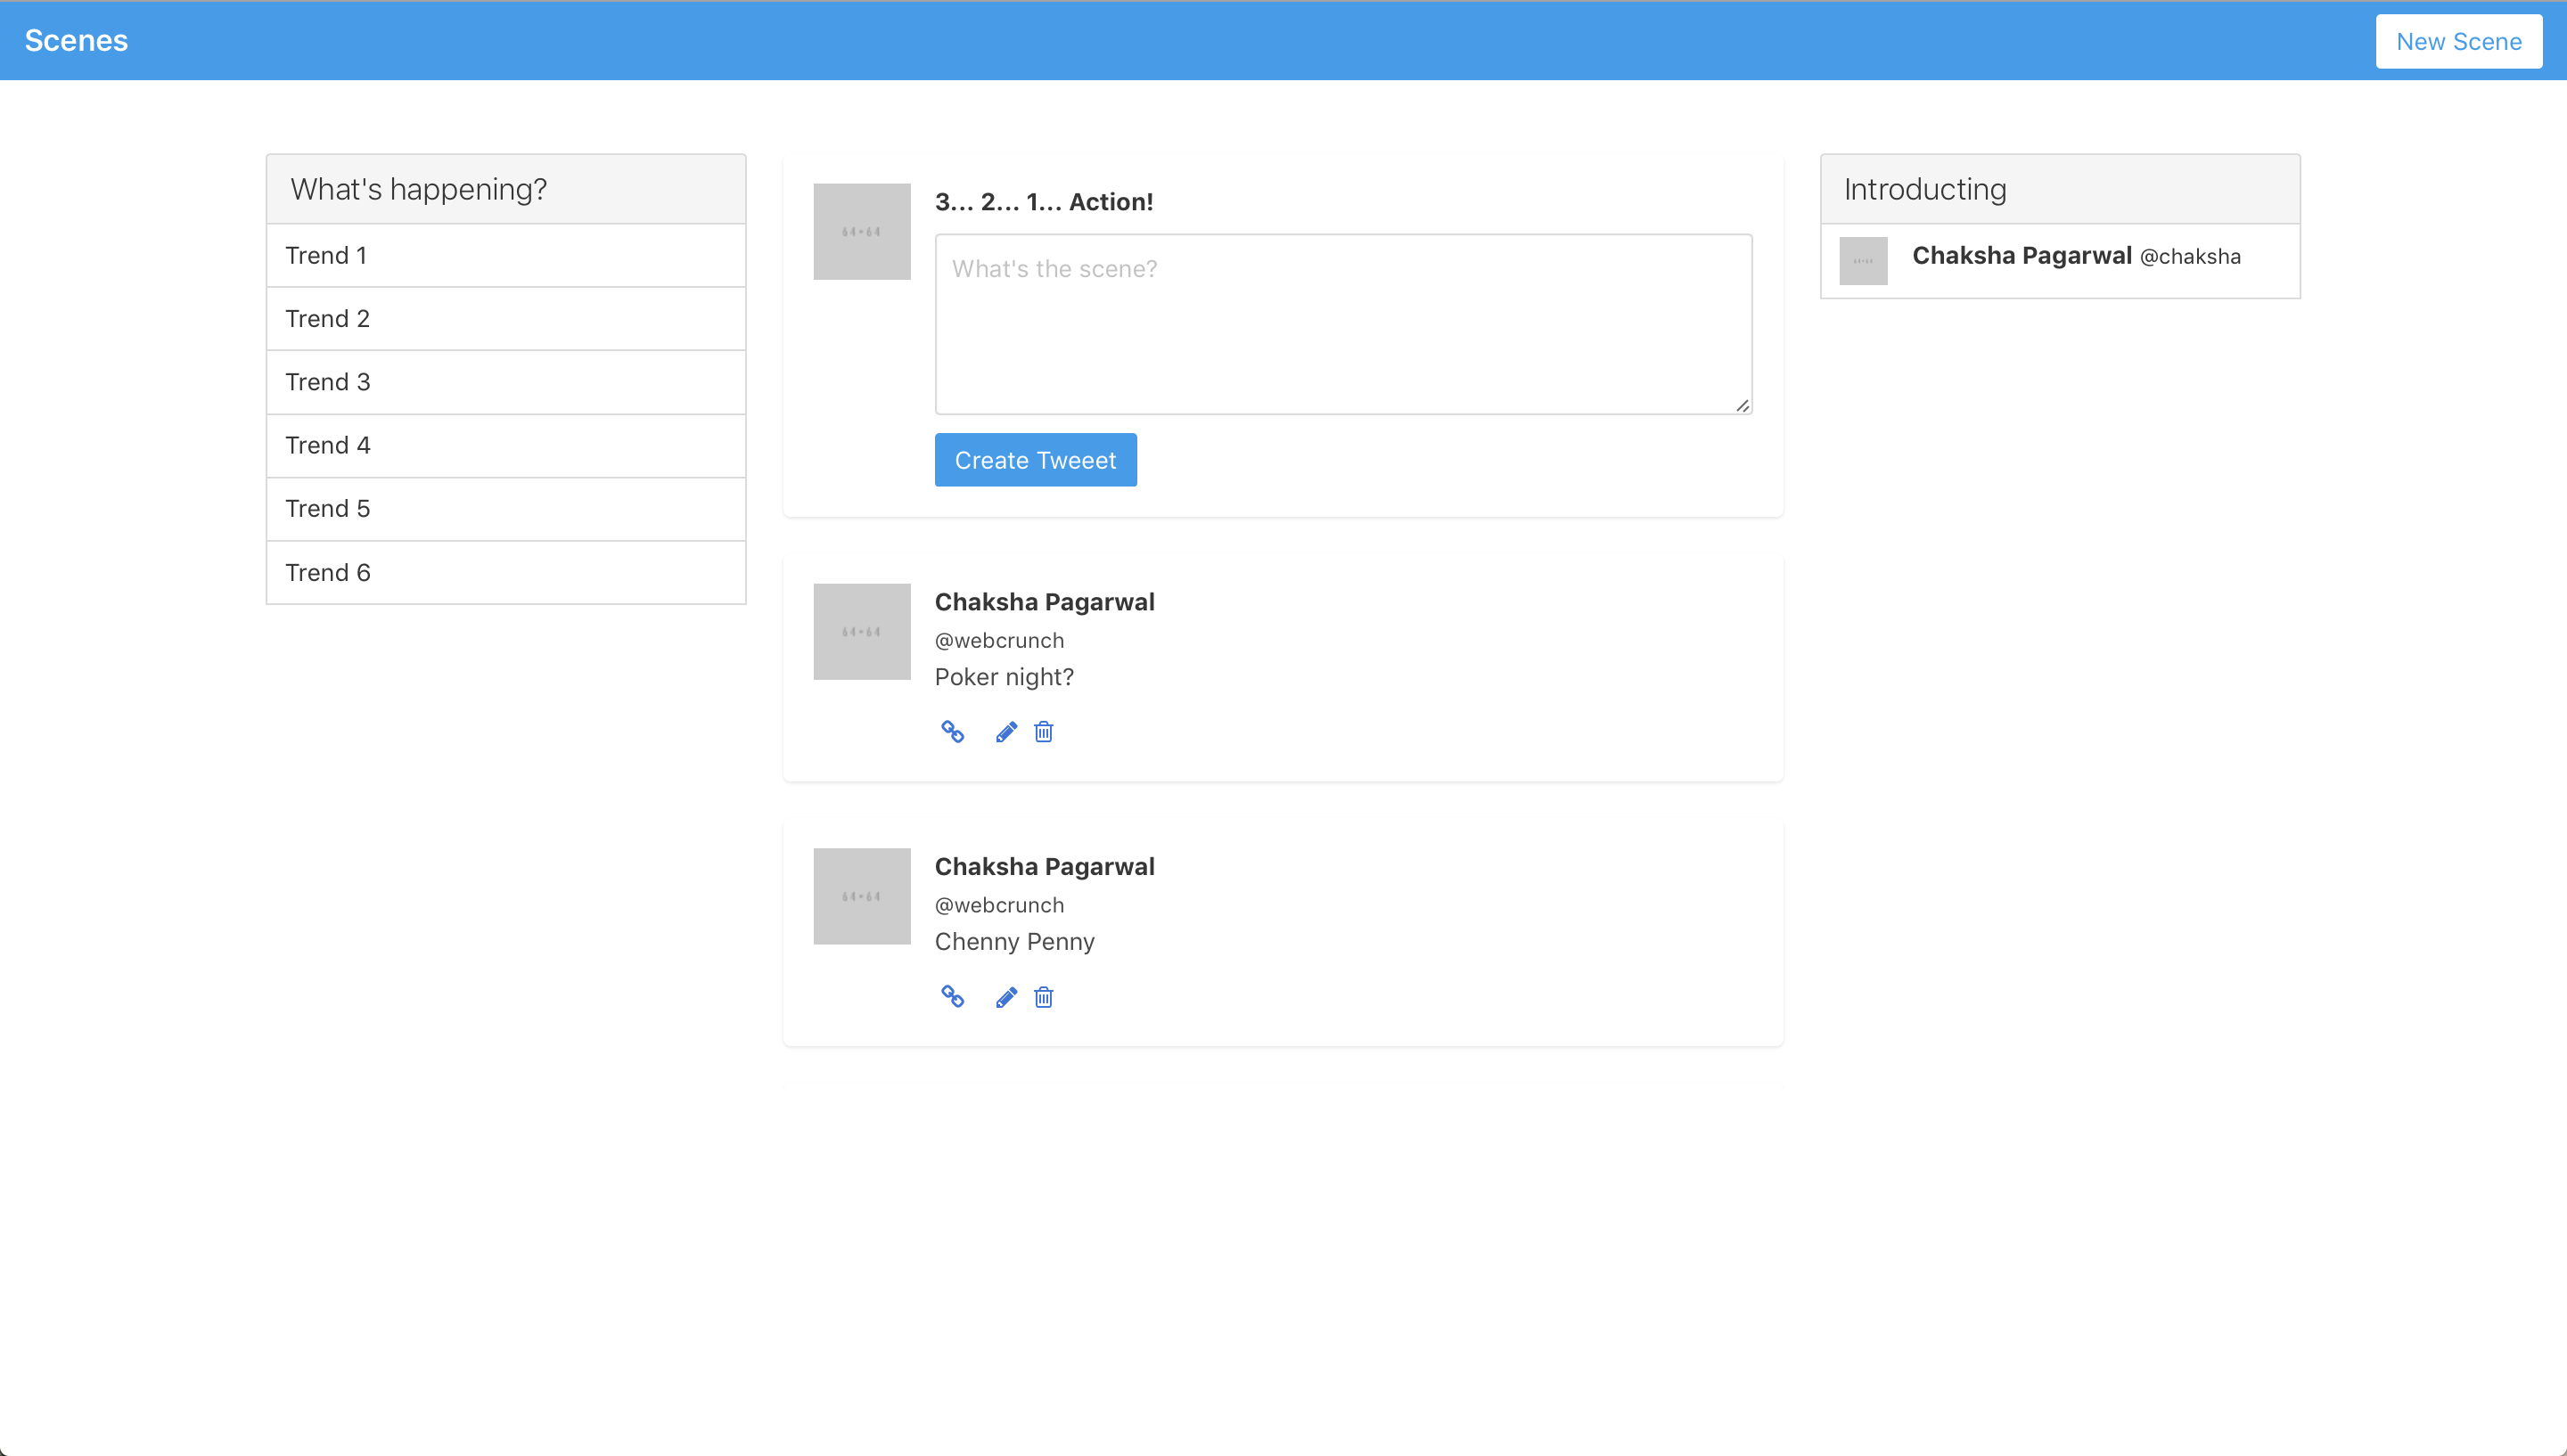 Scenes
New Scene
What's happening?
Trend 1
Trend 2
Trend 3
Trend 4
Trend 5
Trend 6
64×64
3... 2... 1... Action!
What's the scene?
Create Tweeet
64×64
Chaksha Pagarwal
@webcrunch
Poker night?
64×64
Chaksha Pagarwal
@webcrunch
Chenny Penny
Introducting
64×64
Chaksha Pagarwal @chaksha